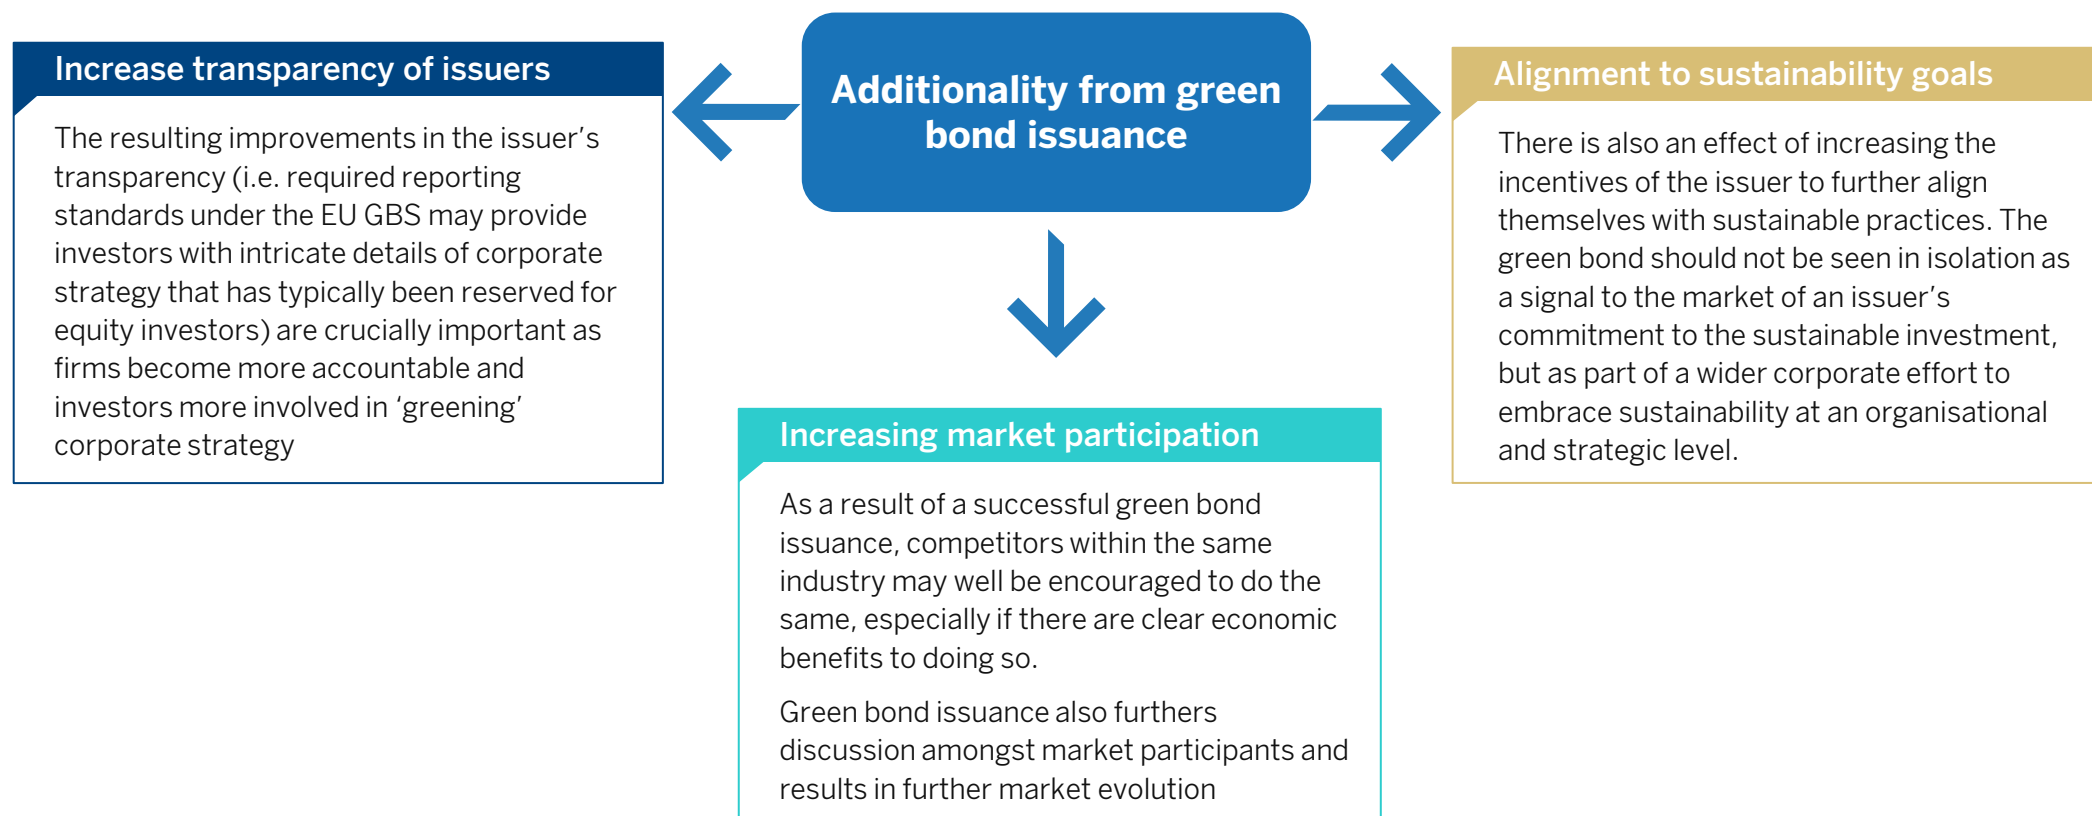 Additionality from green
bond issuance
Increase transparency of issuers
The resulting improvements in the issuer’s
transparency (i.e. required reporting
standards under the EU GBS may provide
investors with intricate details of corporate
strategy that has typically been reserved for
equity investors) are crucially important as
firms become more accountable and
investors more involved in ‘greening’
corporate strategy
Increasing market participation
As a result of a successful green bond
issuance, competitors within the same
industry may well be encouraged to do the
same, especially if there are clear economic
benefits to doing so.
Green bond issuance also furthers
discussion amongst market participants and
results in further market evolution
Alignment to sustainability goals
There is also an effect of increasing the
incentives of the issuer to further align
themselves with sustainable practices. The
green bond should not be seen in isolation as
a signal to the market of an issuer’s
commitment to the sustainable investment,
but as part of a wider corporate effort to
embrace sustainability at an organisational
and strategic level.